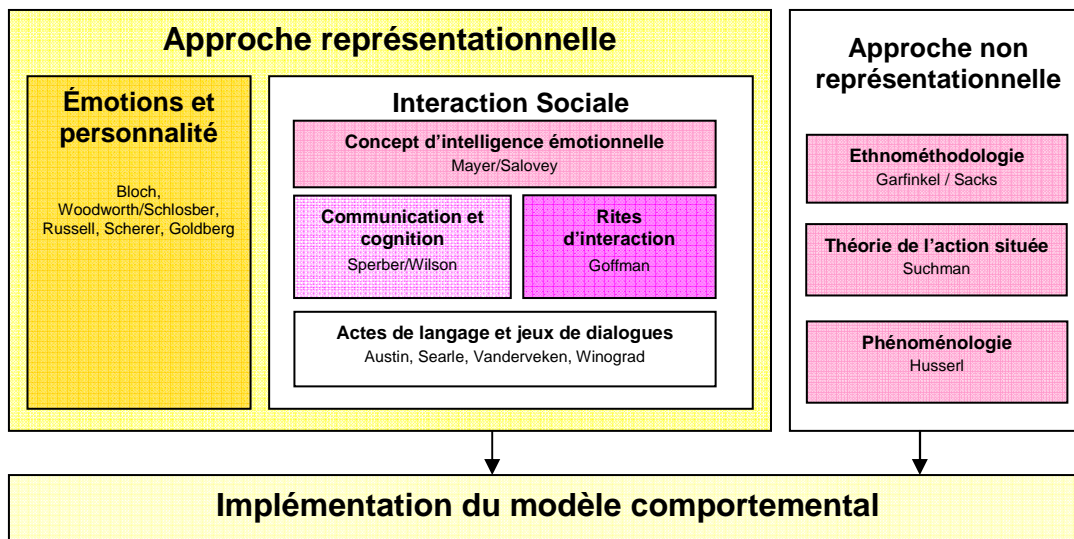 Approche représentationnelle
Émotions et
personnalité
Bloch,
Woodworth/Schlosber,
Russell, Scherer, Goldberg
Interaction Sociale
Concept d'intelligence émotionnelle
Mayer/Salovey
Communication et
cognition
Sperber/Wilson
Rites
d'interaction
Goffman
Actes de langage et jeux de dialogues
Austin, Searle, Vanderveken, Winograd
Approche non
représentationnelle
Ethnométhodologie
Garfinkel / Sacks
Théorie de l'action située
Suchman
Phénoménologie
Husserl
Implémentation du modèle comportemental